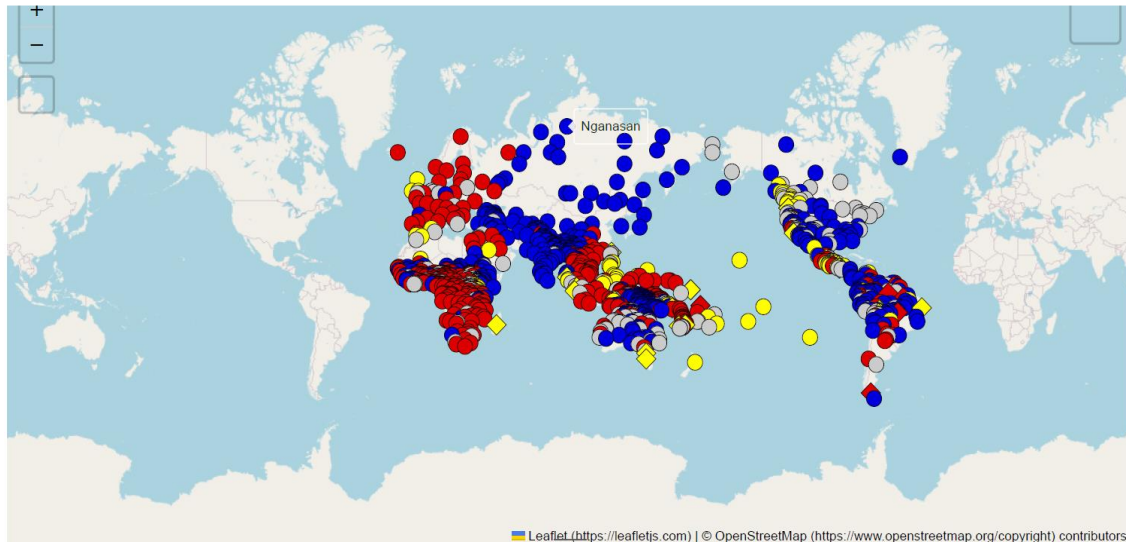 +
−
Nganasan
Leaflet (https://leafletjs.com) | © OpenStreetMap (https://www.openstreetmap.org/copyright) contributors